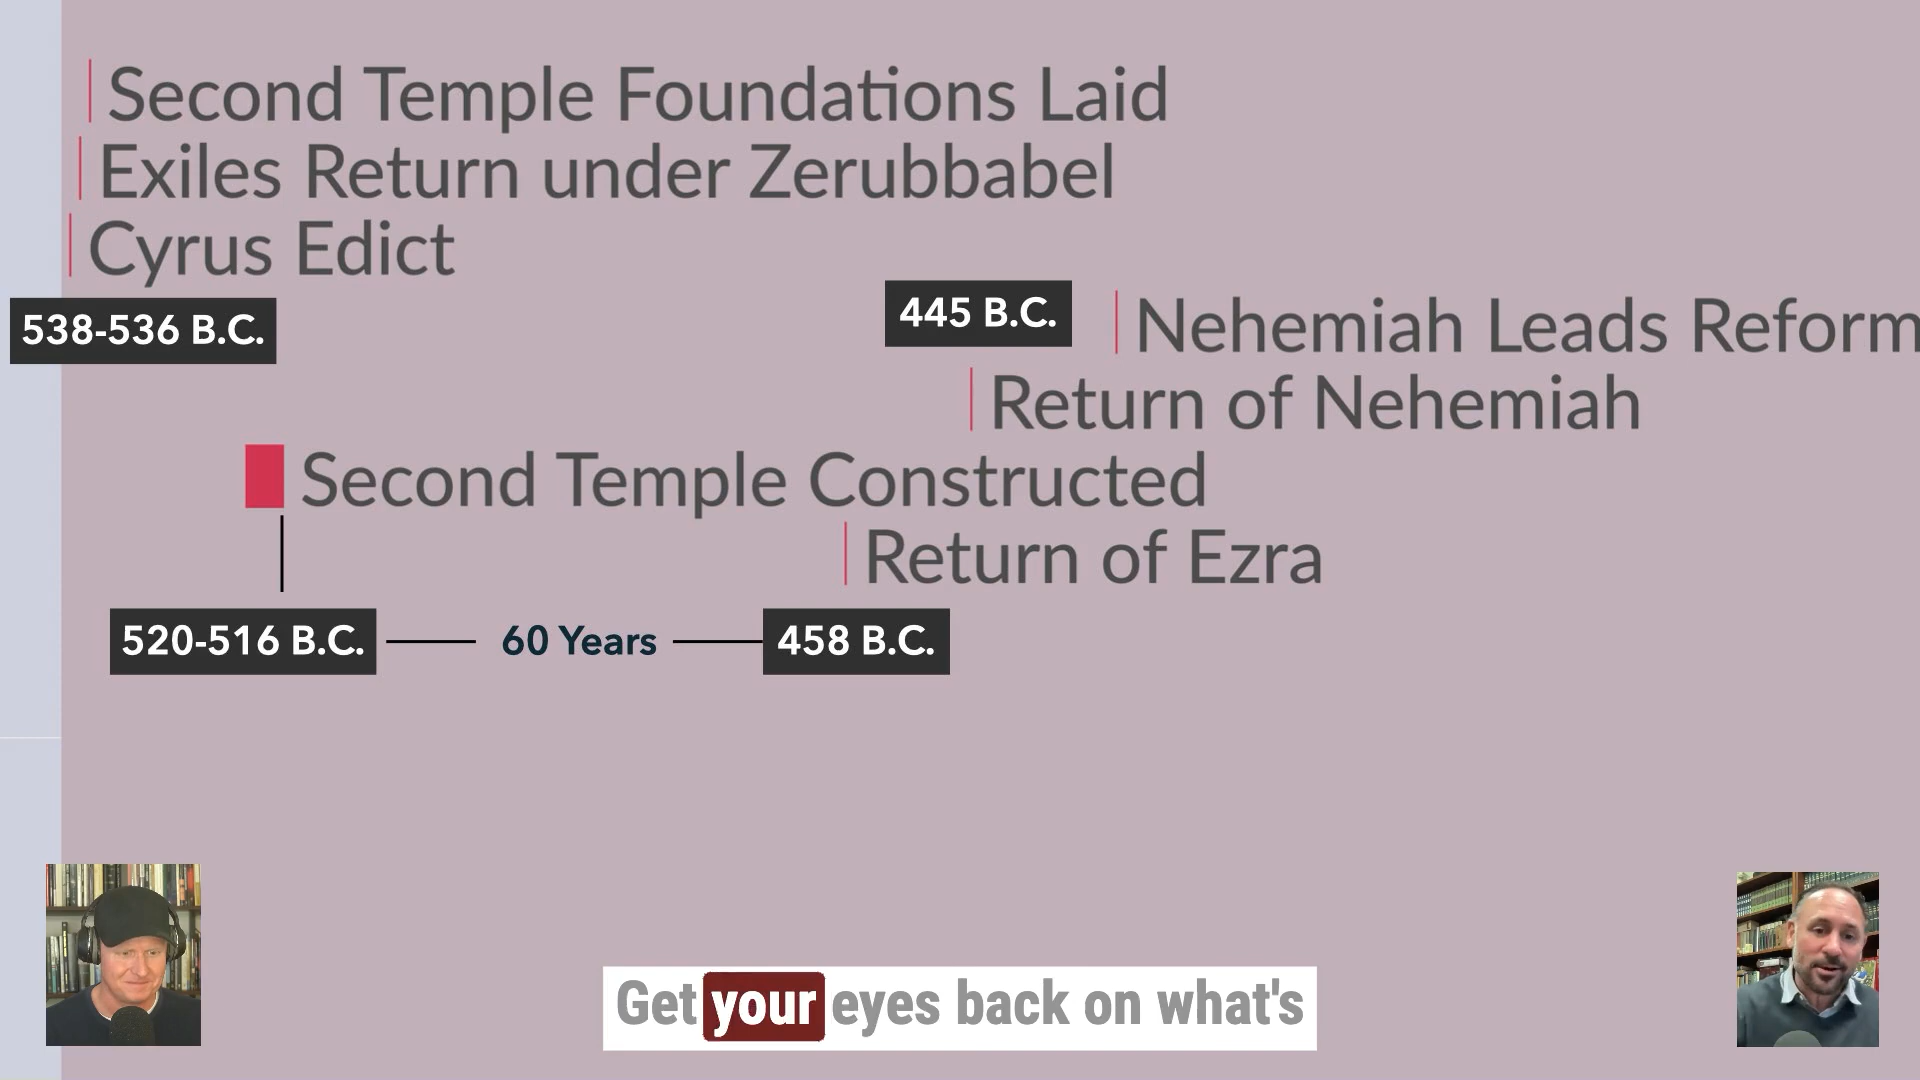 Second Temple Foundations Laid
Exiles Return under Zerubbabel
Cyrus Edict
538-536 B.C.
445 B.C.
Nehemiah Leads Reform
Return of Nehemiah
Second Temple Constructed
Return of Ezra
520-516 B.C.
60 Years
458 B.C.
Get your eyes back on what's